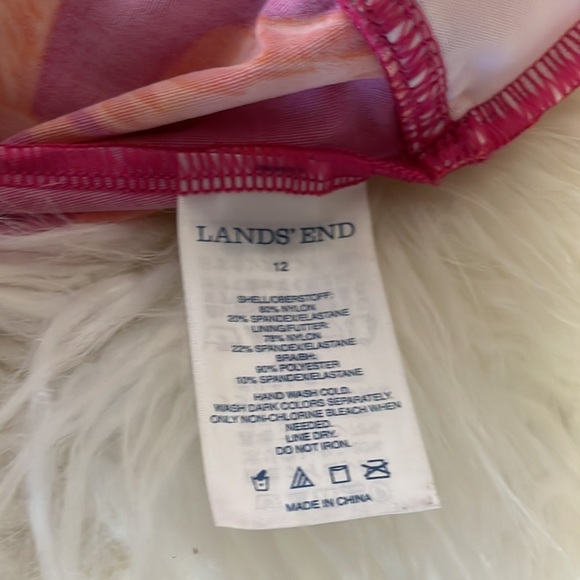 LANDS' END
12
SHELL/OBERSTOFF:
80% NYLON
20% SPANDEX/ELASTANE
LINING/FUTTER:
78% NYLON
22% SPANDEX/ELASTANE
BRA/BH:
90% POLYESTER
10% SPANDEX/ELASTANE
HAND WASH COLD.
WASH DARK COLORS SEPARATELY.
ONLY NON-CHLORINE BLEACH WHEN
NEEDED.
LINE DRY.
DO NOT IRON.
MADE IN CHINA